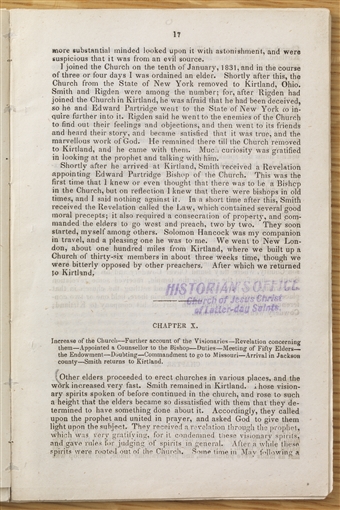 17
more substantial minded looked upon it with astonishment, and were
suspicious that it was from an evil source.
I joined the Church on the tenth of January, 1831, and in the course
of three or four days I was ordained an elder. Shortly after this, the
Church from the State of New York removed to Kirtland, Ohio.
Smith and Rigden were among the number; for, after Rigden had
joined the Church in Kirtland, he was afraid that he had been deceived,
so he and Edward Partridge went to the State of New York to in-
quire further into it. Rigden said he went to the enemies of the Church
to find out their feelings and objections, and then went to its friends
and heard their story, and became satisfied that it was true, and the
marvellous work of God. He remained there till the Church removed
to Kirtland, and he came with them. Much curiosity was gratified
in looking at the prophet and talking with him.
Shortly after he arrived at Kirtland, Smith received a Revelation
appointing Edward Partridge Bishop of the Church. This was the
first time that I knew or even thought that there was to be a Bishop
in the Church, but on reflection I knew that there were bishops in old
times, and I said nothing against it. In a short time after this, Smith
received the Revelation called the Law, which contained several good
moral precepts; it also required a consecration of property, and com-
manded the elders to go west and preach, two by two. They soon
started, myself among others. Solomon Hancock was my companion
in travel, and a pleasing one he was to me. We went to New Lon-
don, about one hundred miles from Kirtland, where we built up a
Church of thirty-six members in about three weeks time, though we
were bitterly opposed by other preachers. After which we returned
to Kirtland.
HISTORIAN'S OFFICE
Church of Jesus Christ
of Latter-day Saints.
CHAPTER X.
Increase of the Church—Farther account of the Visionaries—Revelation concerning
them—Appointed a Counsellor to the Bishop—Duties—Meeting of Fifty Elders—
the Endowment—Doubting—Commandment to go to Missouri—Arrival in Jackson
county—Smith returns to Kirtland.
Other elders proceeded to erect churches in various places, and the
work increased very fast. Smith remained in Kirtland. Those vision-
ary spirits spoken of before continued in the church, and rose to such
a height that the elders became so dissatisfied with them that they de-
termined to have something done about it. Accordingly, they called
upon the prophet and united in prayer, and asked God to give them
light upon the subject. They received a revelation through the prophet,
which was very gratifying, for it condemned these visionary spirits,
and gave rules for judging of spirits in general. After a while these
spirits were rooted out of the Church. Some time in May following a